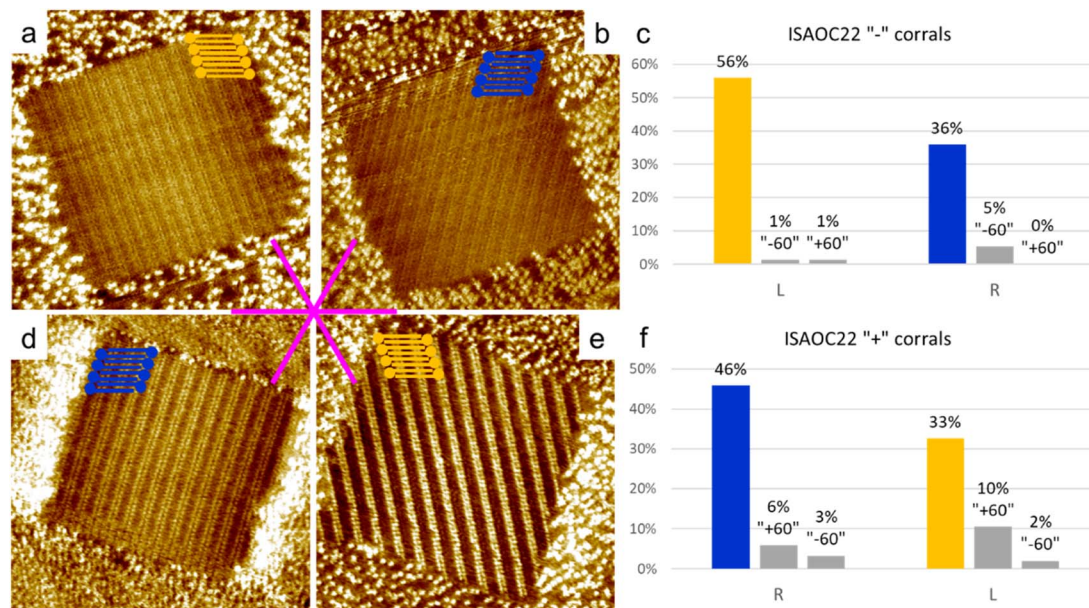 a
b
c
ISAOC22 "-" corrals
60%
50%
40%
30%
20%
10%
0%
56%
1%
"-60"
1%
"+60"
36%
5%
"-60"
0%
"+60"
L
R
d
e
f
ISAOC22 "+" corrals
50%
40%
30%
20%
10%
0%
46%
6%
"+60"
3%
"-60"
33%
10%
"+60"
2%
"-60"
R
L